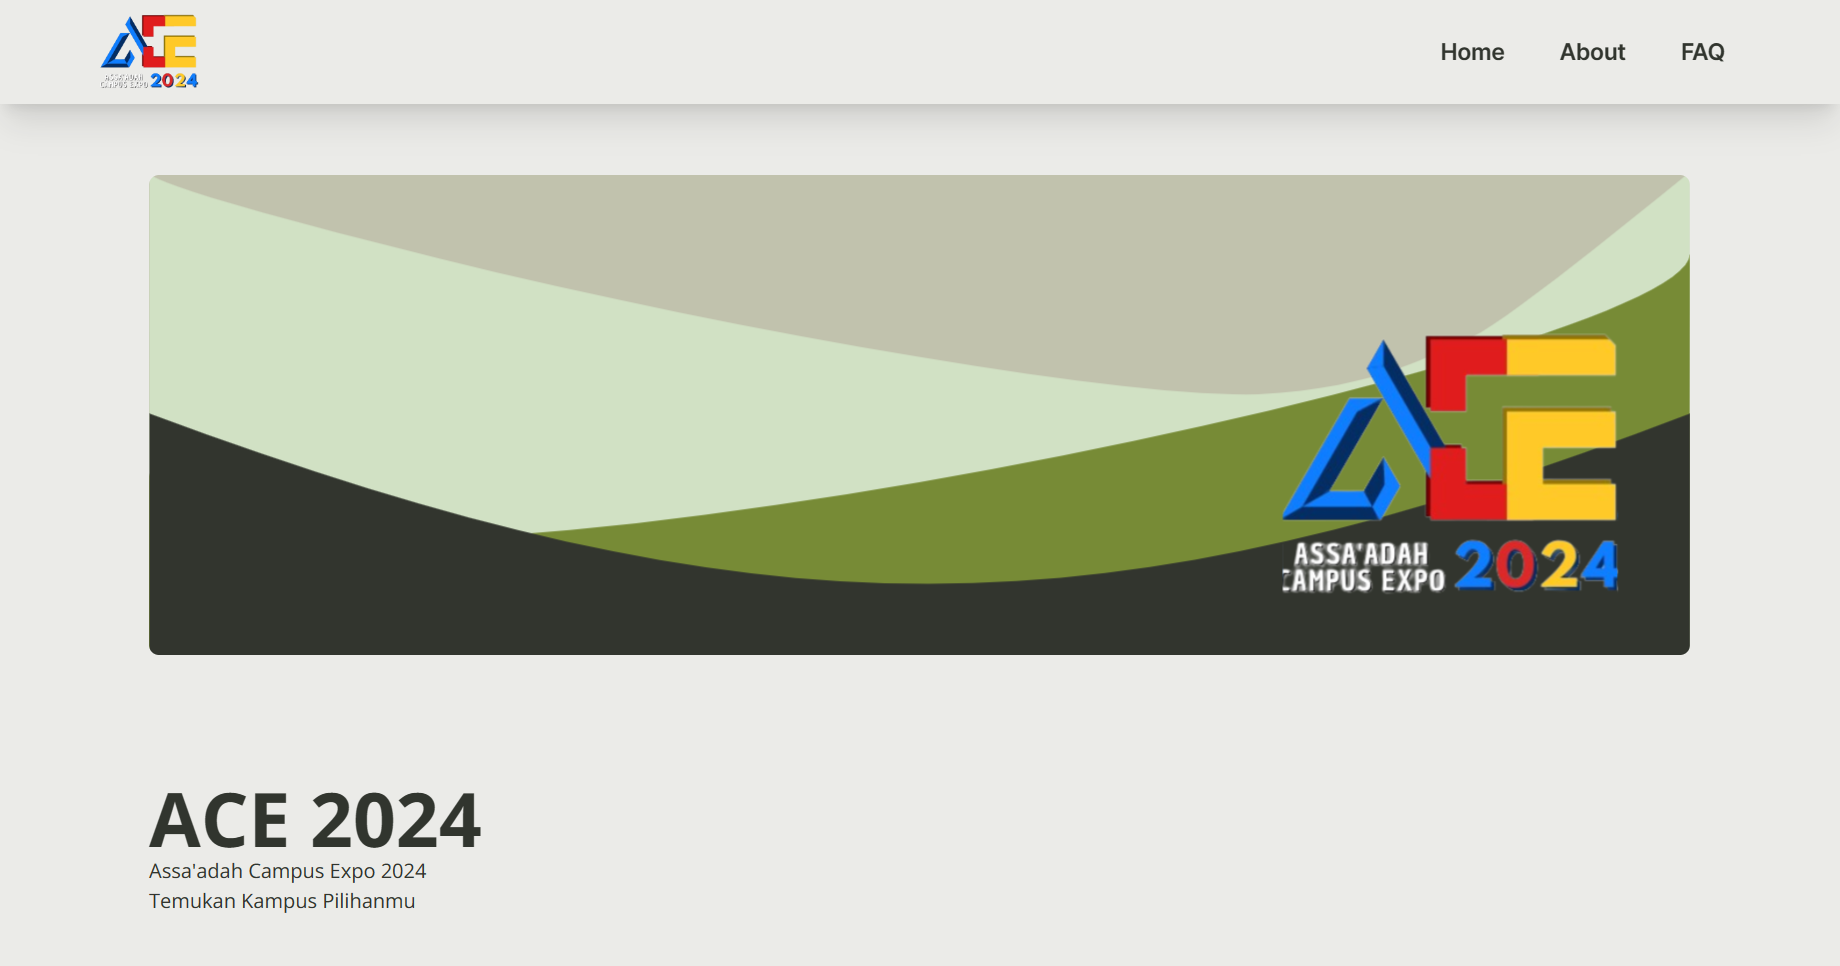 ASSA'ADAH
CAMPUS EXPO 2024
Home About FAQ
ACE
ASSA'ADAH
CAMPUS EXPO 2024
ACE 2024
Assa'adah Campus Expo 2024
Temukan Kampus Pilihanmu